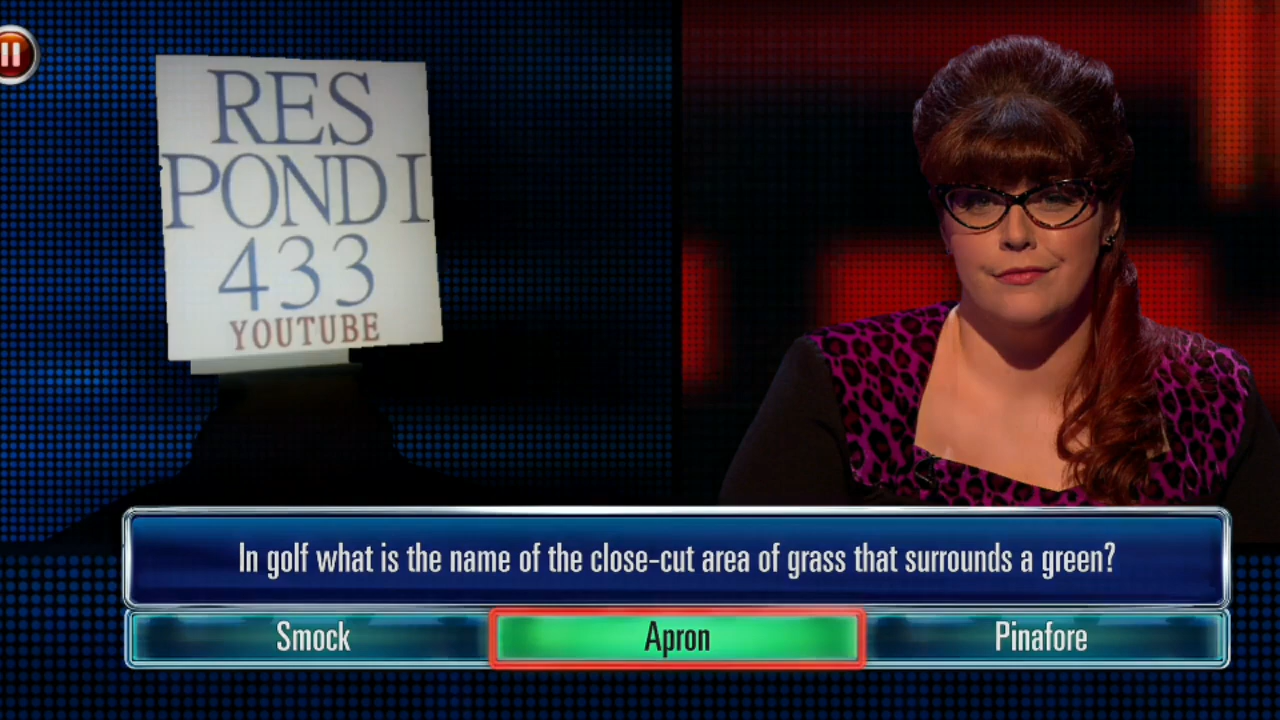 RES
POND I
433
YOUTUBE
In golf what is the name of the close-cut area of grass that surrounds a green?
Smock
Apron
Pinafore